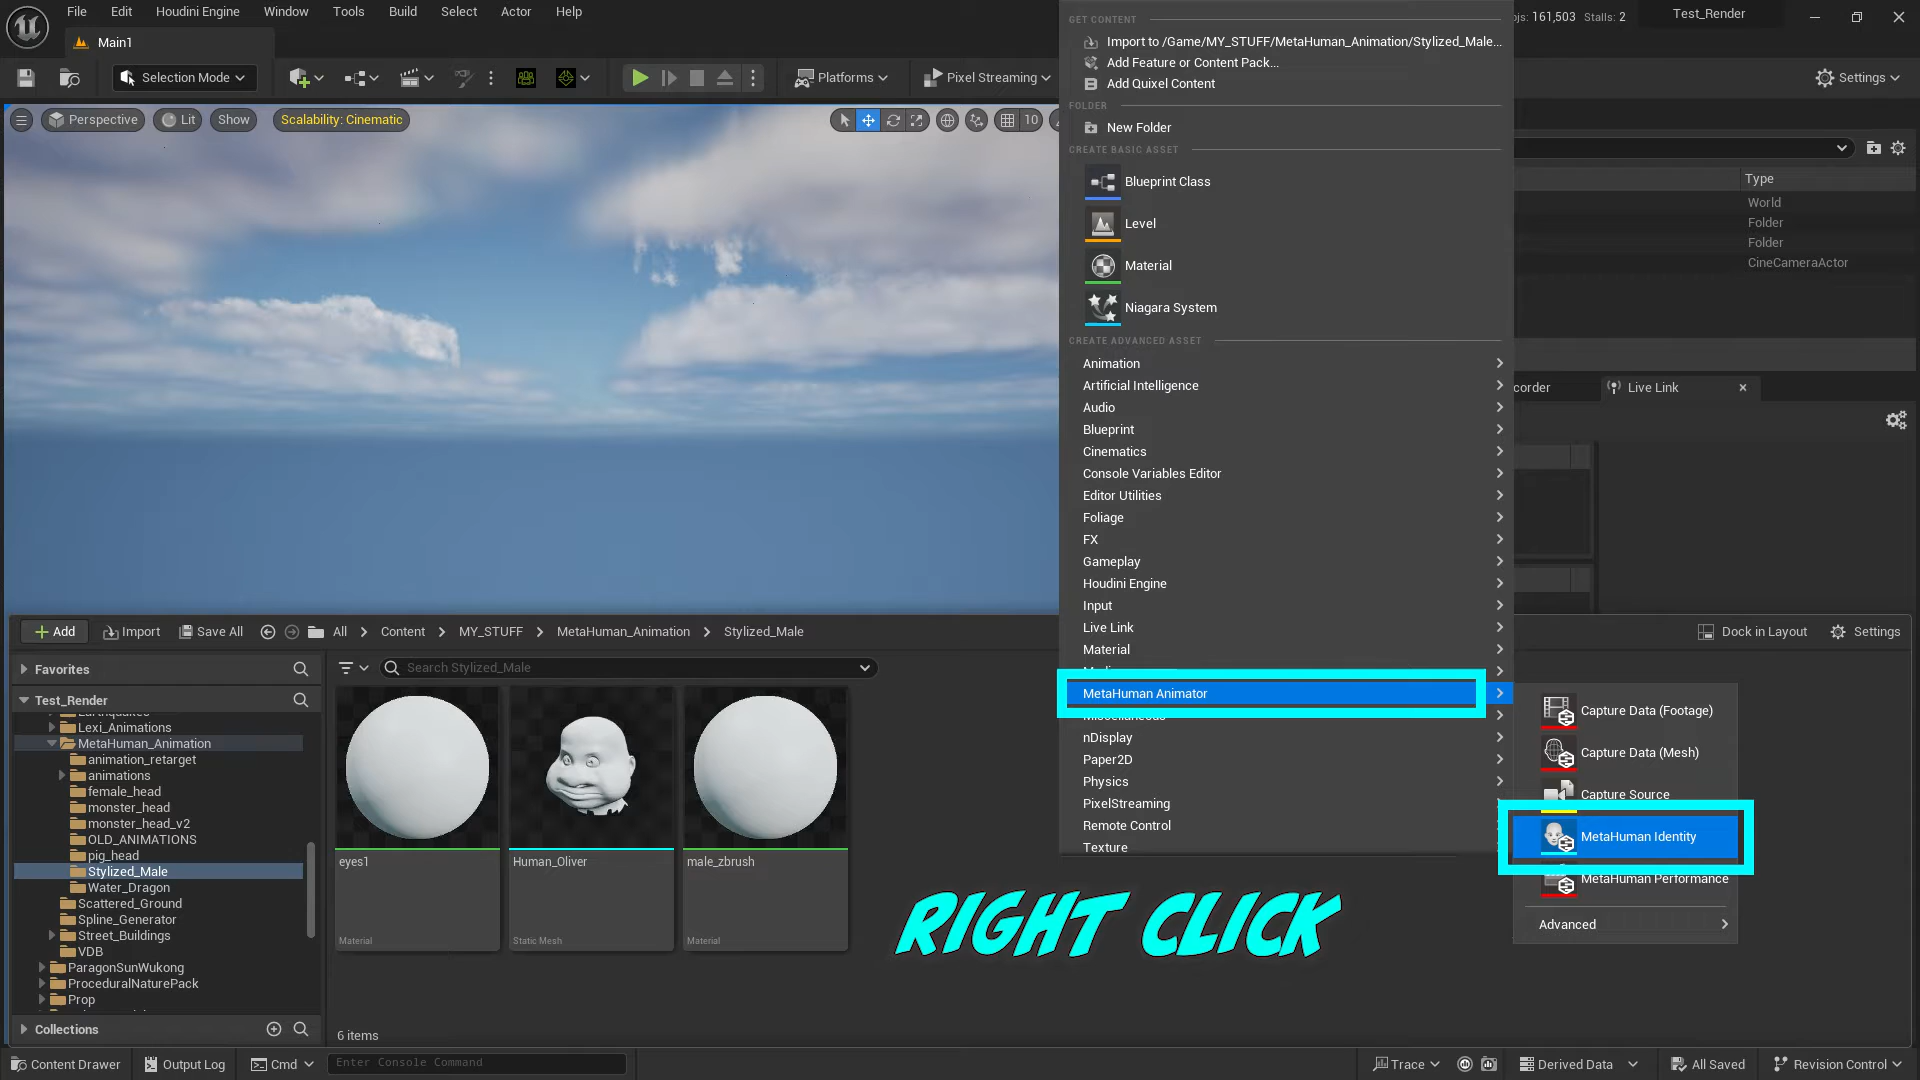 File Edit Houdini Engine Window Tools Build Select Actor Help
Main1
Selection Mode
Platforms
Pixel Streaming
Perspective Lit Show Scalability: Cinematic
10
GET CONTENT
Import to /Game/MY_STUFF/MetaHuman_Animation/Stylized_Male...
Add Feature or Content Pack...
Add Quixel Content
FOLDER
New Folder
CREATE BASIC ASSET
Blueprint Class
Level
Material
Niagara System
CREATE ADVANCED ASSET
Animation
Artificial Intelligence
Audio
Blueprint
Cinematics
Console Variables Editor
Editor Utilities
Foliage
FX
Gameplay
Houdini Engine
Input
Live Link
Material
MetaHuman Animator
Miscellaneous
nDisplay
Paper2D
Physics
PixelStreaming
Remote Control
Texture
Capture Data (Footage)
Capture Data (Mesh)
Capture Source
MetaHuman Identity
MetaHuman Performance
Advanced
161,503 Stalls: 2
Test_Render
Settings
Type
World
Folder
Folder
CineCameraActor
corder
Live Link
Add Import Save All All Content MY_STUFF MetaHuman_Animation Stylized_Male
Dock in Layout Settings
Favorites
Test_Render
Earthquakes
Lexi_Animations
MetaHuman_Animation
animation_retarget
animations
female_head
monster_head
monster_head_v2
OLD_ANIMATIONS
pig_head
Stylized_Male
Water_Dragon
Scattered_Ground
Spline_Generator
Street_Buildings
VDB
ParagonSunWukong
ProceduralNaturePack
Prop
Collections
Search Stylized_Male
eyes1
Material
Human_Oliver
Static Mesh
male_zbrush
Material
RIGHT CLICK
6 items
Content Drawer Output Log Cmd Enter Console Command
Trace Derived Data All Saved Revision Control